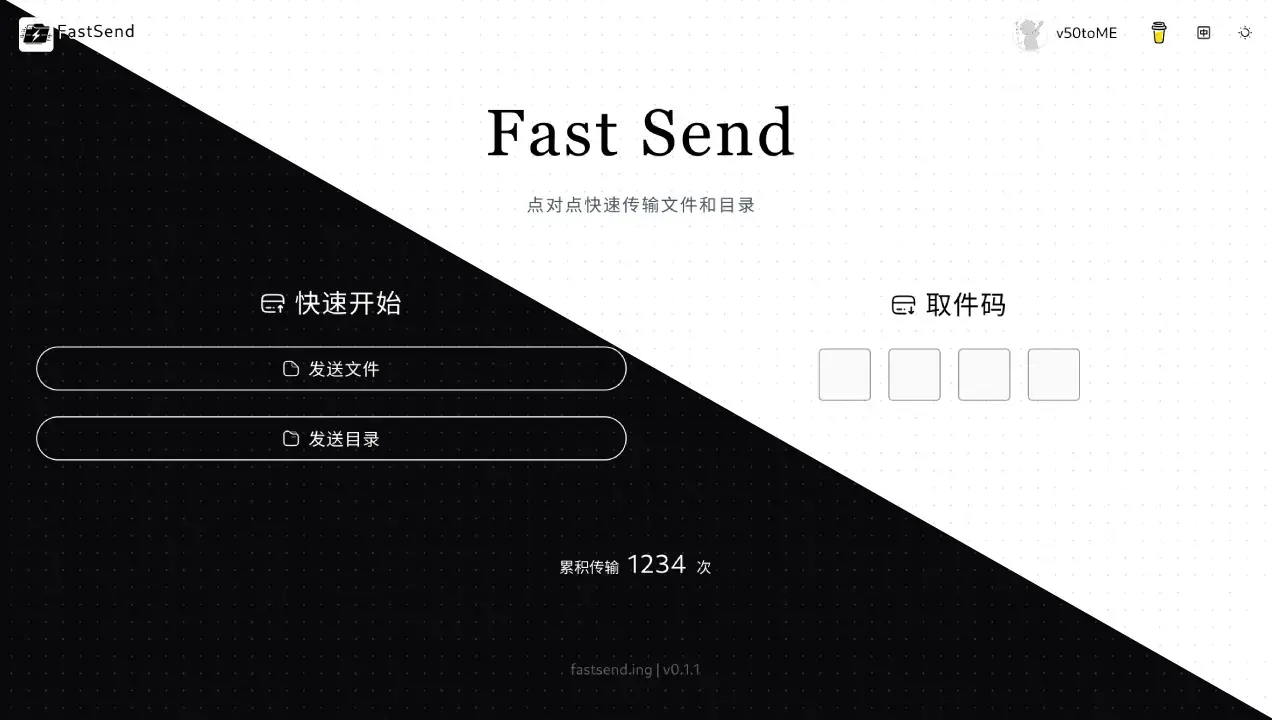 FastSend
v50toME
中
Fast Send
点对点快速传输文件和目录
快速开始
发送文件
发送目录
取件码
累积传输 1234 次
fastsend.ing | v0.1.1